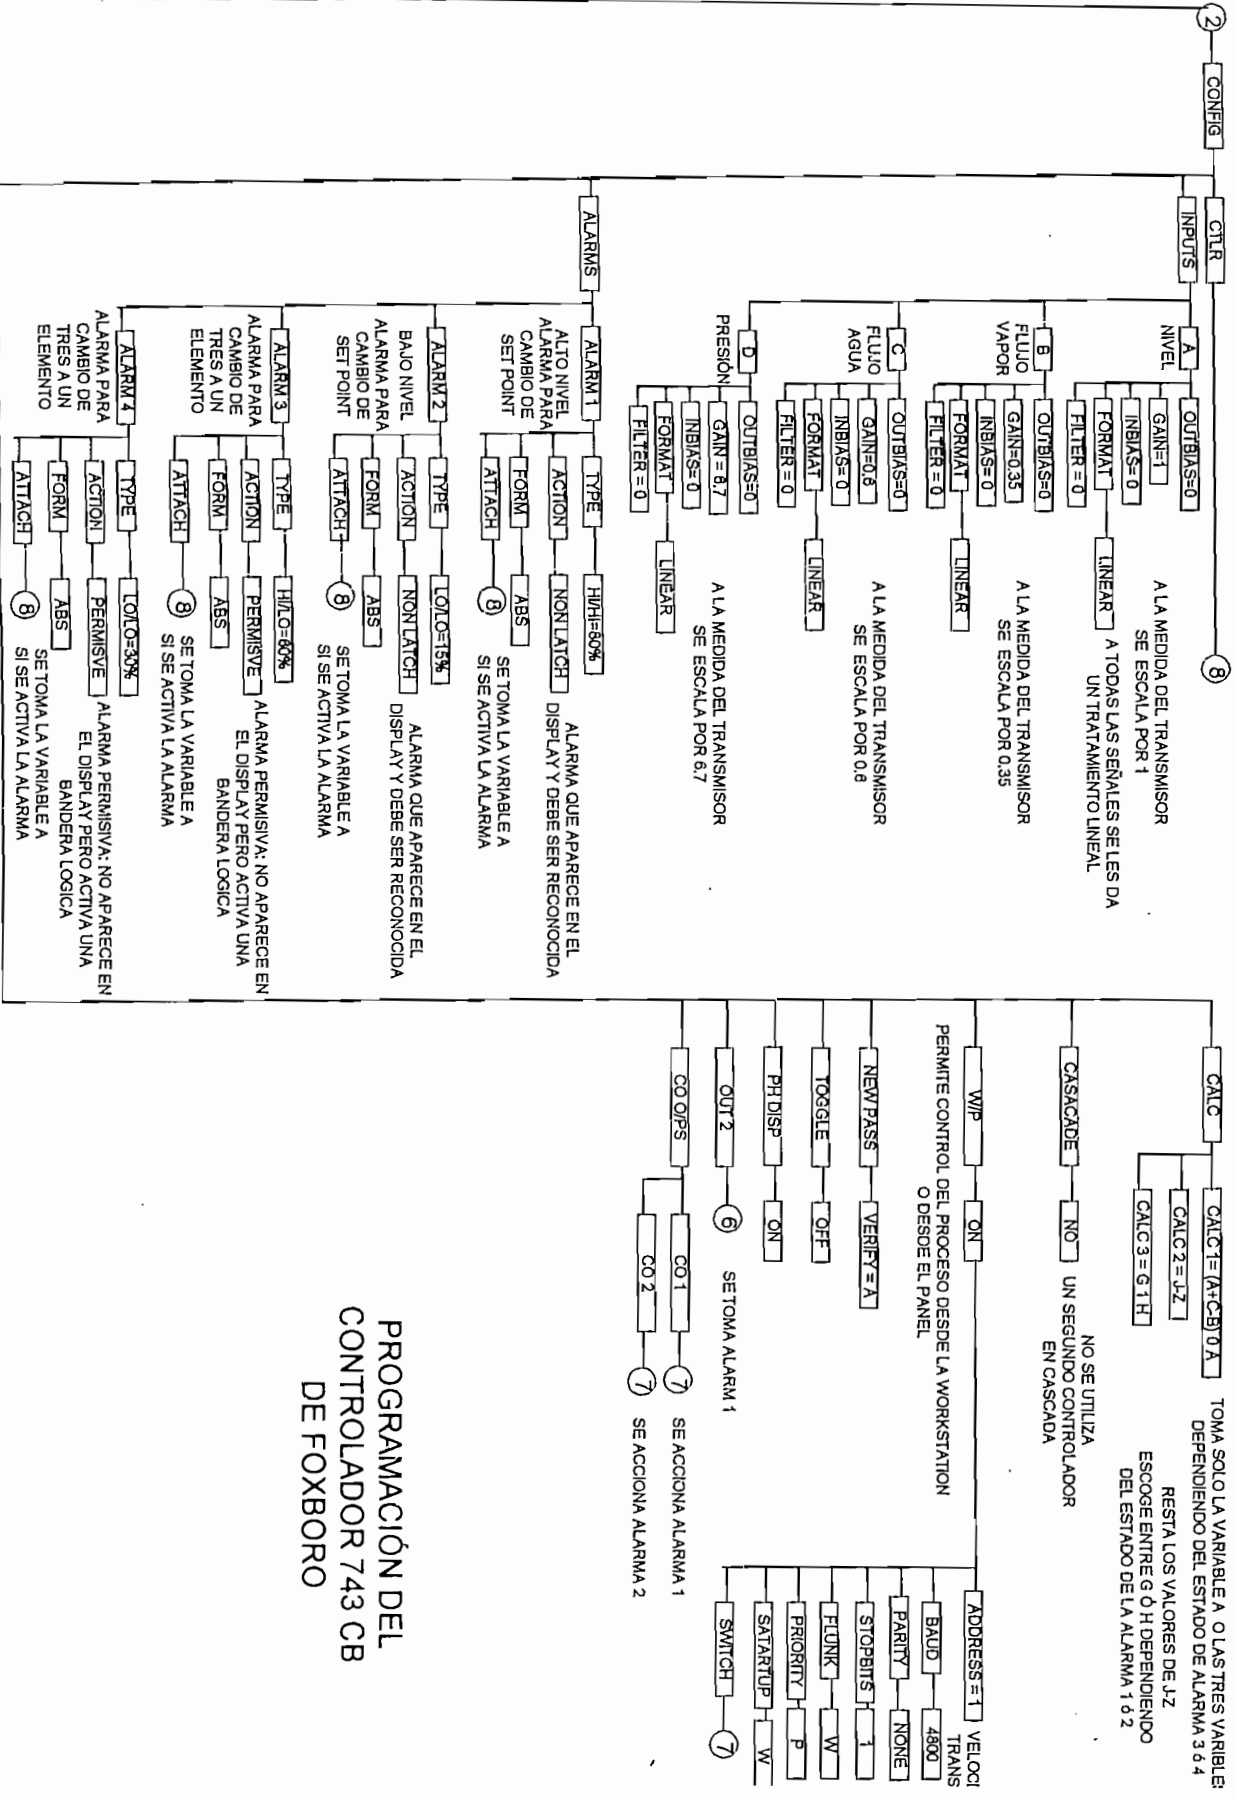 2
CONFIG
CTLR
8
INPUTS
A
NIVEL
OUTBIAS=0
GAIN=1
INBIAS=0
FORMAT
LINEAR
FILTER = 0
A LA MEDIDA DEL TRANSMISOR
SE ESCALA POR 1
A TODAS LAS SEÑALES SE LES DA
UN TRATAMIENTO LINEAL
B
FLUJO
VAPOR
OUTBIAS=0
GAIN=0.35
INBIAS= 0
FORMAT
LINEAR
FILTER = 0
A LA MEDIDA DEL TRANSMISOR
SE ESCALA POR 0.35
C
FLUJO
AGUA
OUTBIAS=0
GAIN=0.6
INBIAS= 0
FORMAT
LINEAR
FILTER = 0
A LA MEDIDA DEL TRANSMISOR
SE ESCALA POR 0.6
D
PRESIÓN
OUTBIAS=0
GAIN = 6.7
INBIAS= 0
FORMAT
LINEAR
FILTER = 0
A LA MEDIDA DEL TRANSMISOR
SE ESCALA POR 6.7
ALARMS
ALARM 1
ALTO NIVEL
ALARMA PARA
CAMBIO DE
SET POINT
TYPE
HI/HI=60%
ACTION
NON LATCH
FORM
ABS
ATTACH
8
ALARMA QUE APARECE EN EL
DISPLAY Y DEBE SER RECONOCIDA
SE TOMA LA VARIABLE A
SI SE ACTIVA LA ALARMA
ALARM 2
BAJO NIVEL
ALARMA PARA
CAMBIO DE
SET POINT
TYPE
LO/LO=15%
ACTION
NON LATCH
FORM
ABS
ATTACH
8
ALARMA QUE APARECE EN EL
DISPLAY Y DEBE SER RECONOCIDA
SE TOMA LA VARIABLE A
SI SE ACTIVA LA ALARMA
ALARM 3
ALARMA PARA
CAMBIO DE
TRES A UN
ELEMENTO
TYPE
HI/LO=60%
ACTION
PERMISVE
FORM
ABS
ATTACH
8
ALARMA PERMISIVA: NO APARECE EN
EL DISPLAY PERO ACTIVA UNA
BANDERA LOGICA
SE TOMA LA VARIABLE A
SI SE ACTIVA LA ALARMA
ALARM 4
ALARMA PARA
CAMBIO DE
TRES A UN
ELEMENTO
TYPE
LO/LO=30%
ACTION
PERMISVE
FORM
ABS
ATTACH
8
ALARMA PERMISIVA: NO APARECE EN
EL DISPLAY PERO ACTIVA UNA
BANDERA LOGICA
SE TOMA LA VARIABLE A
SI SE ACTIVA LA ALARMA
CALC
CALC 1= (A+C-B) 0 A
CALC 2 = J-Z
CALC 3 = G 1 H
TOMA SOLO LA VARIABLE A O LAS TRES VARIBLES
DEPENDIENDO DEL ESTADO DE ALARMA 3 ó 4
RESTA LOS VALORES DE J-Z
ESCOGE ENTRE G Ó H DEPENDIENDO
DEL ESTADO DE LA ALARMA 1 ó 2
CASACADE
NO
NO SE UTILIZA
UN SEGUNDO CONTROLADOR
EN CASCADA
W/P
ON
PERMITE CONTROL DEL PROCESO DESDE LA WORKSTATION
O DESDE EL PANEL
ADDRESS = 1
VELOCI
TRANS
BAUD
4800
PARITY
NONE
STOPBITS
1
FLUNK
W
PRIORITY
P
SATARTUP
W
SWITCH
7
NEW PASS
VERIFY = A
TOGGLE
OFF
PH DISP
ON
OUT 2
6
SE TOMA ALARM 1
CO O/PS
CO 1
7
SE ACCIONA ALARMA 1
CO 2
7
SE ACCIONA ALARMA 2
PROGRAMACIÓN DEL
CONTROLADOR 743 CB
DE FOXBORO